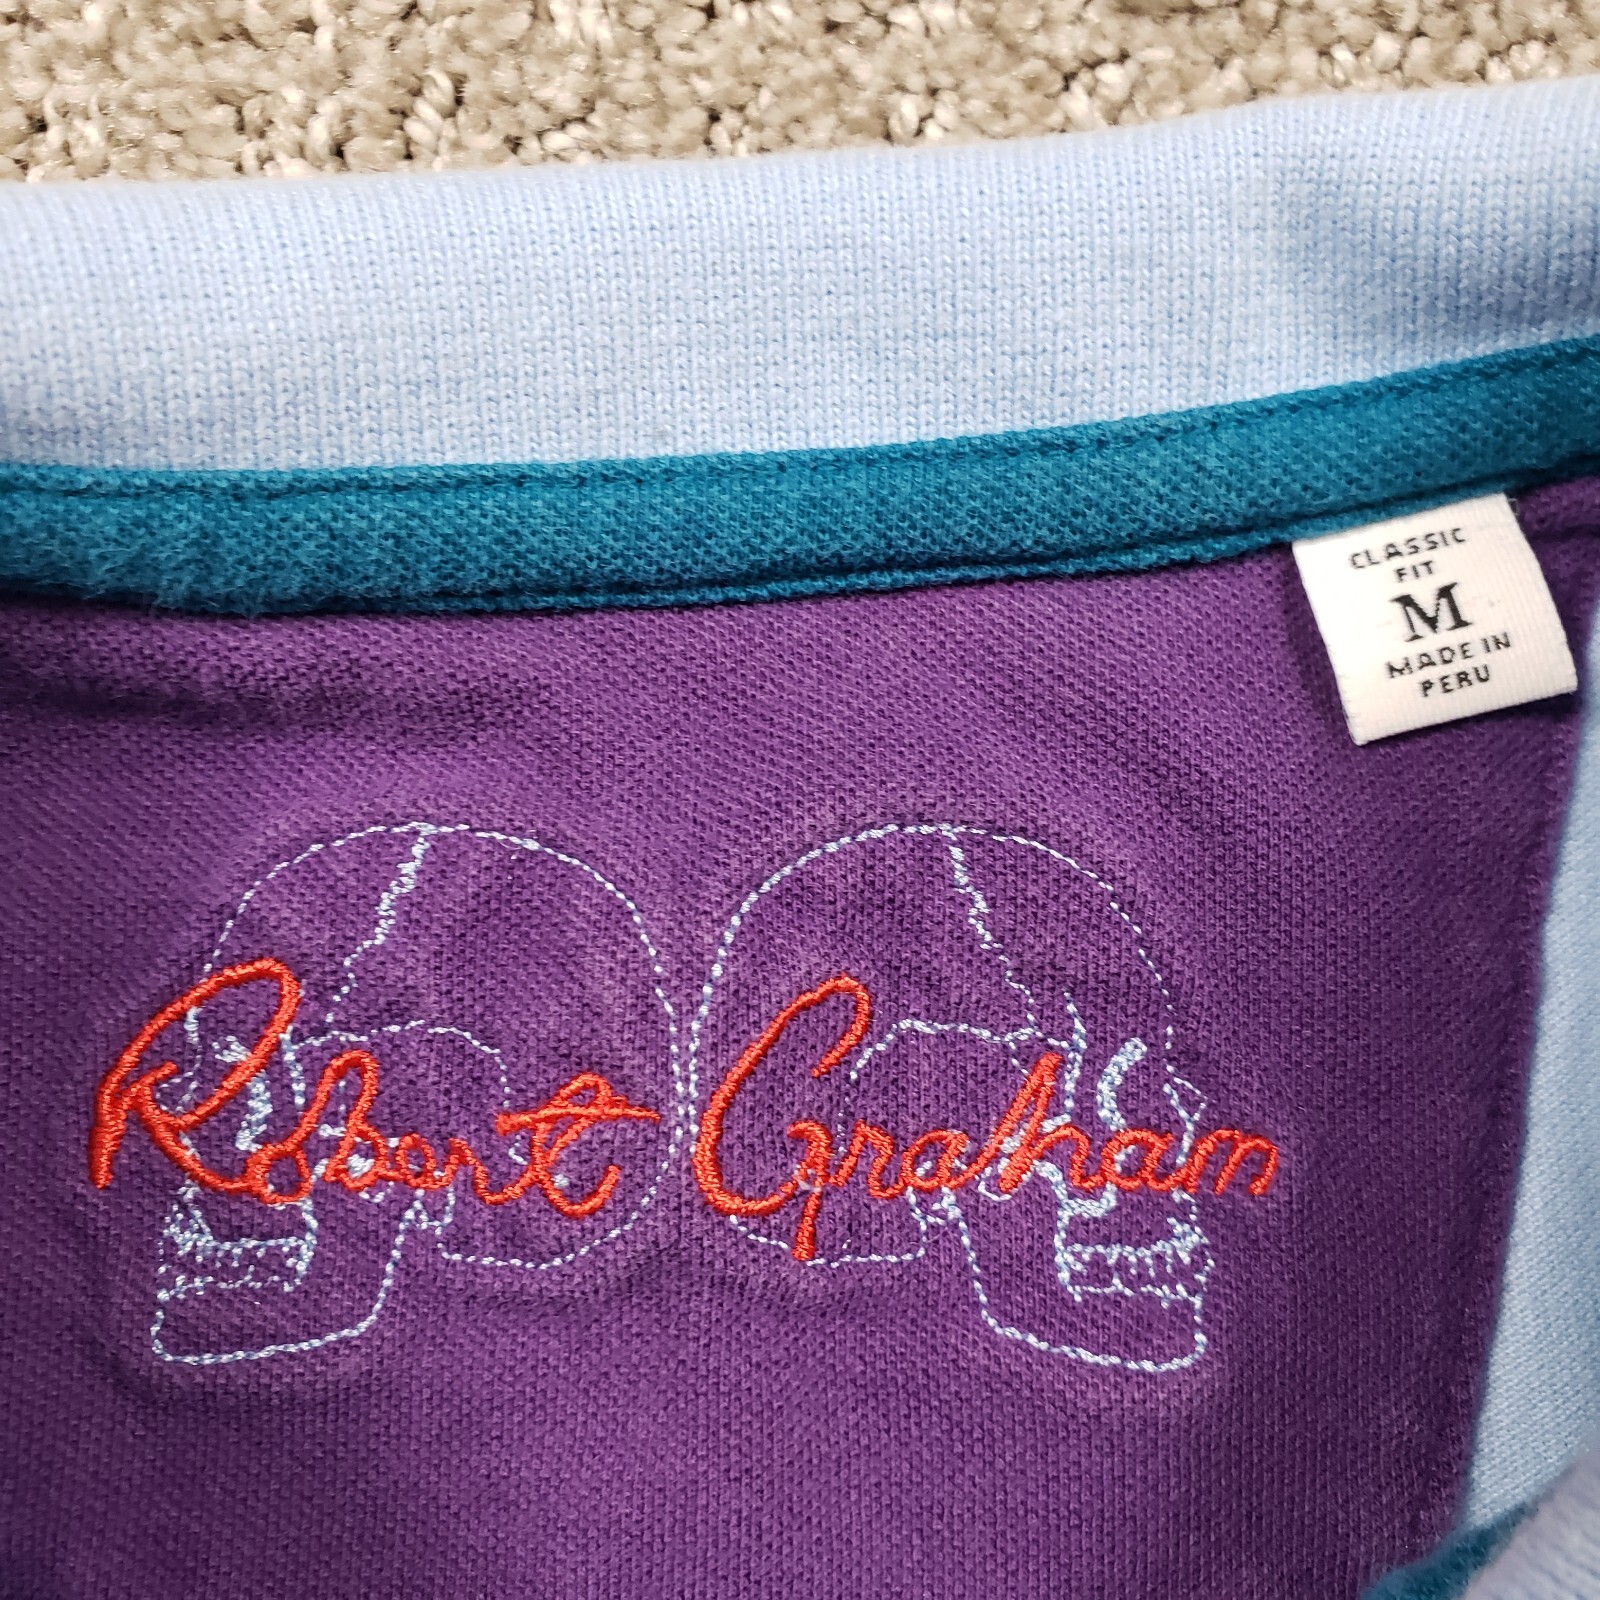 CLASSIC
FIT
M
MADE IN
PERU
Robert Graham